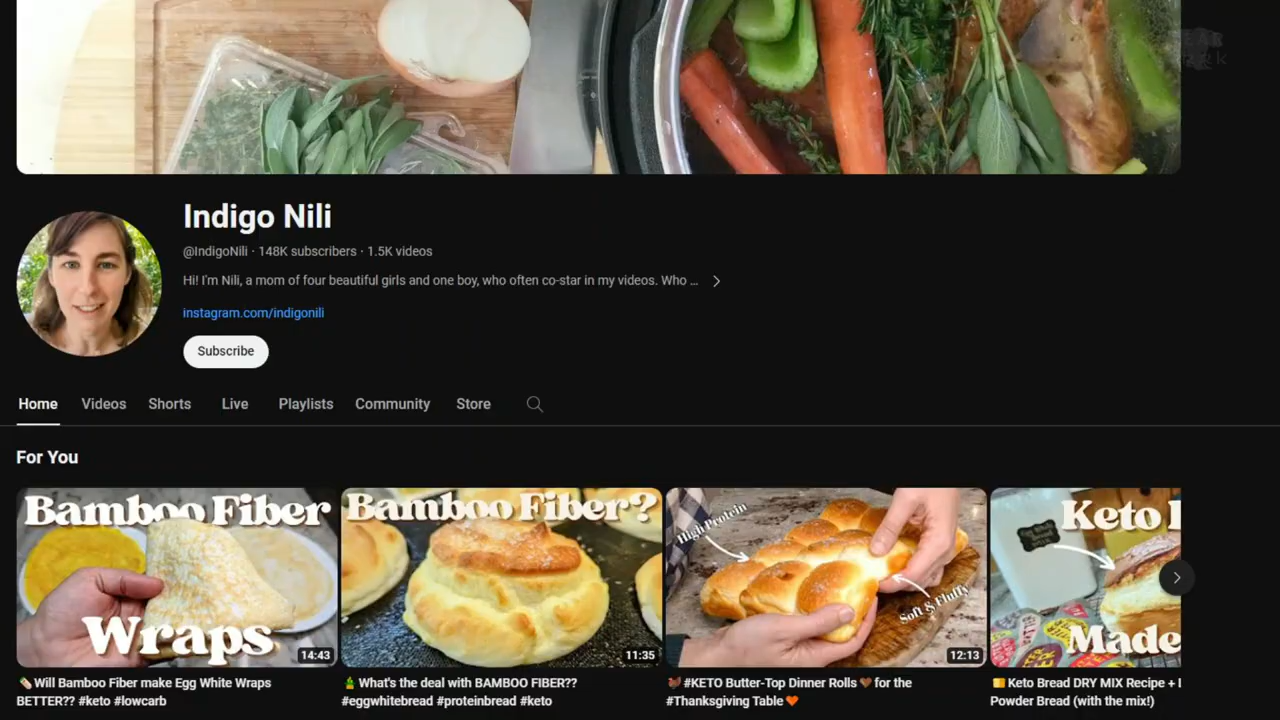 Indigo Nili
@IndigoNili · 148K subscribers · 1.5K videos
Hi! I'm Nili, a mom of four beautiful girls and one boy, who often co-star in my videos. Who ...
instagram.com/indigonili
Subscribe
Home Videos Shorts Live Playlists Community Store
For You
Bamboo Fiber
Wraps
14:43
Bamboo Fiber?
11:35
High Protein
Soft & Fluffy
12:13
Keto
Made
🌯Will Bamboo Fiber make Egg White Wraps
BETTER?? #keto #lowcarb
🎍What's the deal with BAMBOO FIBER??
#eggwhitebread #proteinbread #keto
🦃#KETO Butter-Top Dinner Rolls🤎for the
#Thanksgiving Table🧡
Keto Bread DRY MIX Recipe +
Powder Bread (with the mix!)